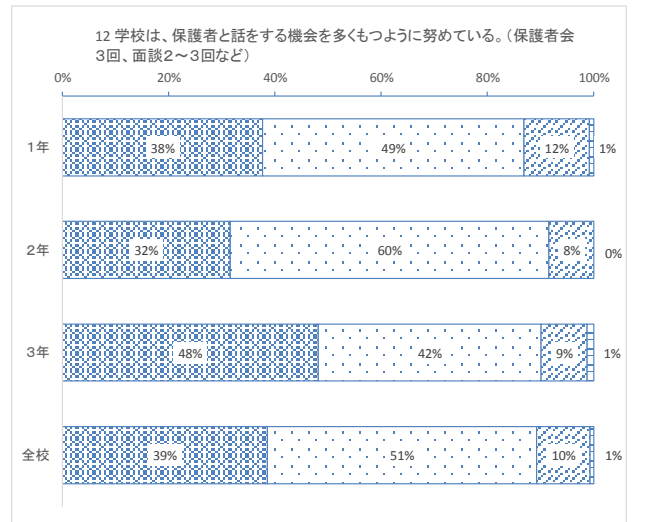 12 学校は、保護者と話をする機会を多くもつように努めている。（保護者会
3回、面談2～3回など）
0% 20% 40% 60% 80% 100%
1年 38% 49% 12% 1%
2年 32% 60% 8% 0%
3年 48% 42% 9% 1%
全校 39% 51% 10% 1%